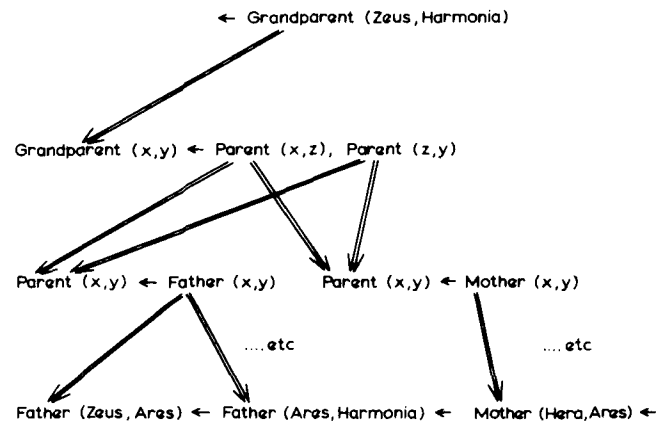 ← Grandparent (Zeus, Harmonia)
Grandparent (x,y) ← Parent (x,z), Parent (z,y)
Parent (x,y) ← Father (x,y) Parent (x,y) ← Mother (x,y)
....etc ....etc
Father (Zeus, Ares) ← Father (Ares, Harmonia) ← Mother (Hera, Ares) ←